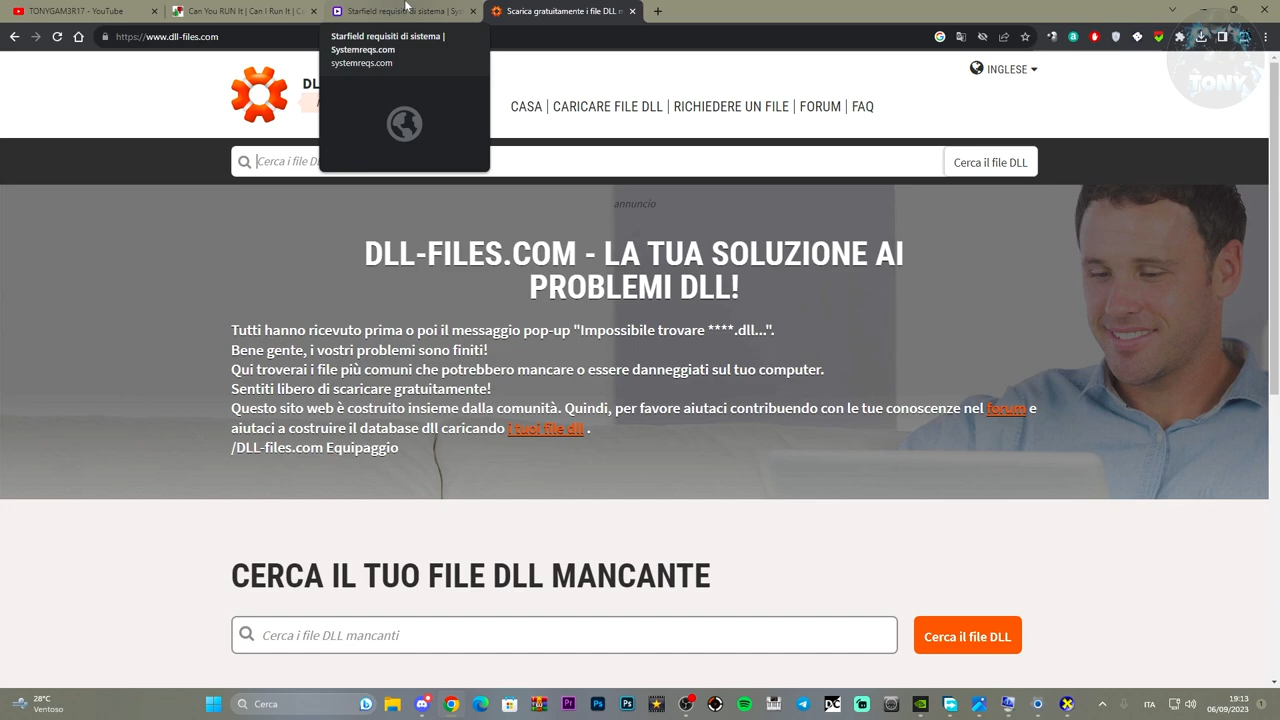 TONYGAM3R17 - YouTube
Can You RUN It | Can I Run It | C
Starfield requisiti di sistema | Sys
Scarica gratuitamente i file DLL m
https://www.dll-files.com
Starfield requisiti di sistema |
Systemreqs.com
systemreqs.com
TONY
DL
INGLESE
CASA | CARICARE FILE DLL | RICHIEDERE UN FILE | FORUM | FAQ
Cerca i file DL
Cerca il file DLL
annuncio
DLL-FILES.COM - LA TUA SOLUZIONE AI
PROBLEMI DLL!
Tutti hanno ricevuto prima o poi il messaggio pop-up "Impossibile trovare ****.dll...".
Bene gente, i vostri problemi sono finiti!
Qui troverai i file più comuni che potrebbero mancare o essere danneggiati sul tuo computer.
Sentiti libero di scaricare gratuitamente!
Questo sito web è costruito insieme dalla comunità. Quindi, per favore aiutaci contribuendo con le tue conoscenze nel forum e
aiutaci a costruire il database dll caricando i tuoi file dll .
/DLL-files.com Equipaggio
CERCA IL TUO FILE DLL MANCANTE
Cerca i file DLL mancanti
Cerca il file DLL
28°C
Ventoso
Cerca
ITA
19:13
06/09/2023